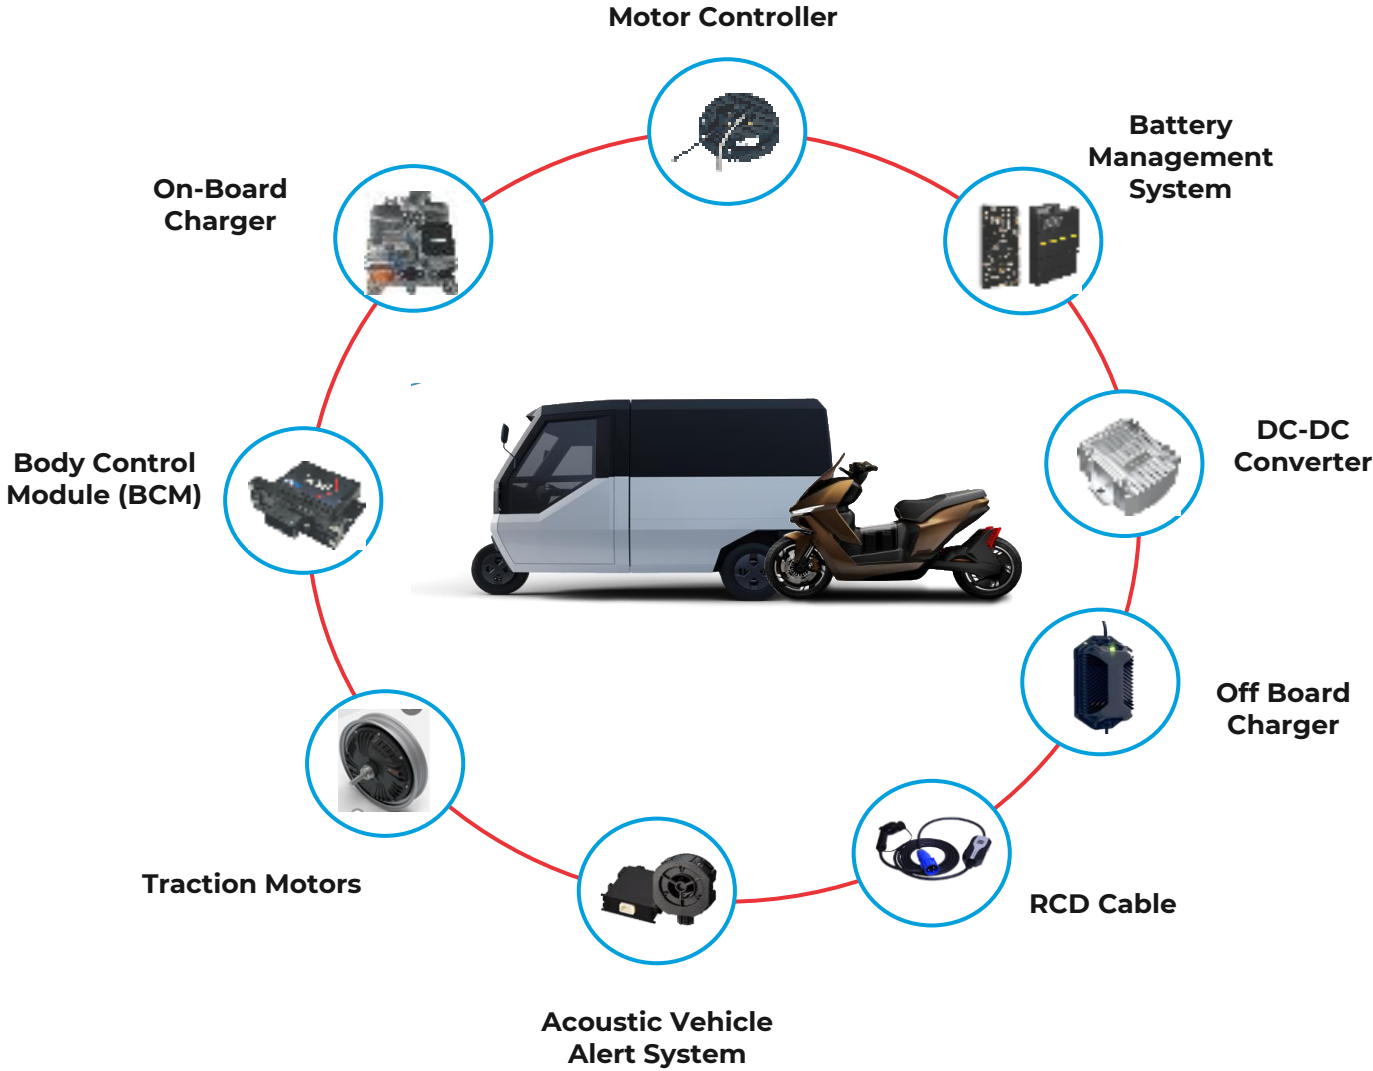 Motor Controller
Battery
Management
System
On-Board
Charger
DC-DC
Converter
Body Control
Module (BCM)
Off Board
Charger
Traction Motors
RCD Cable
Acoustic Vehicle
Alert System